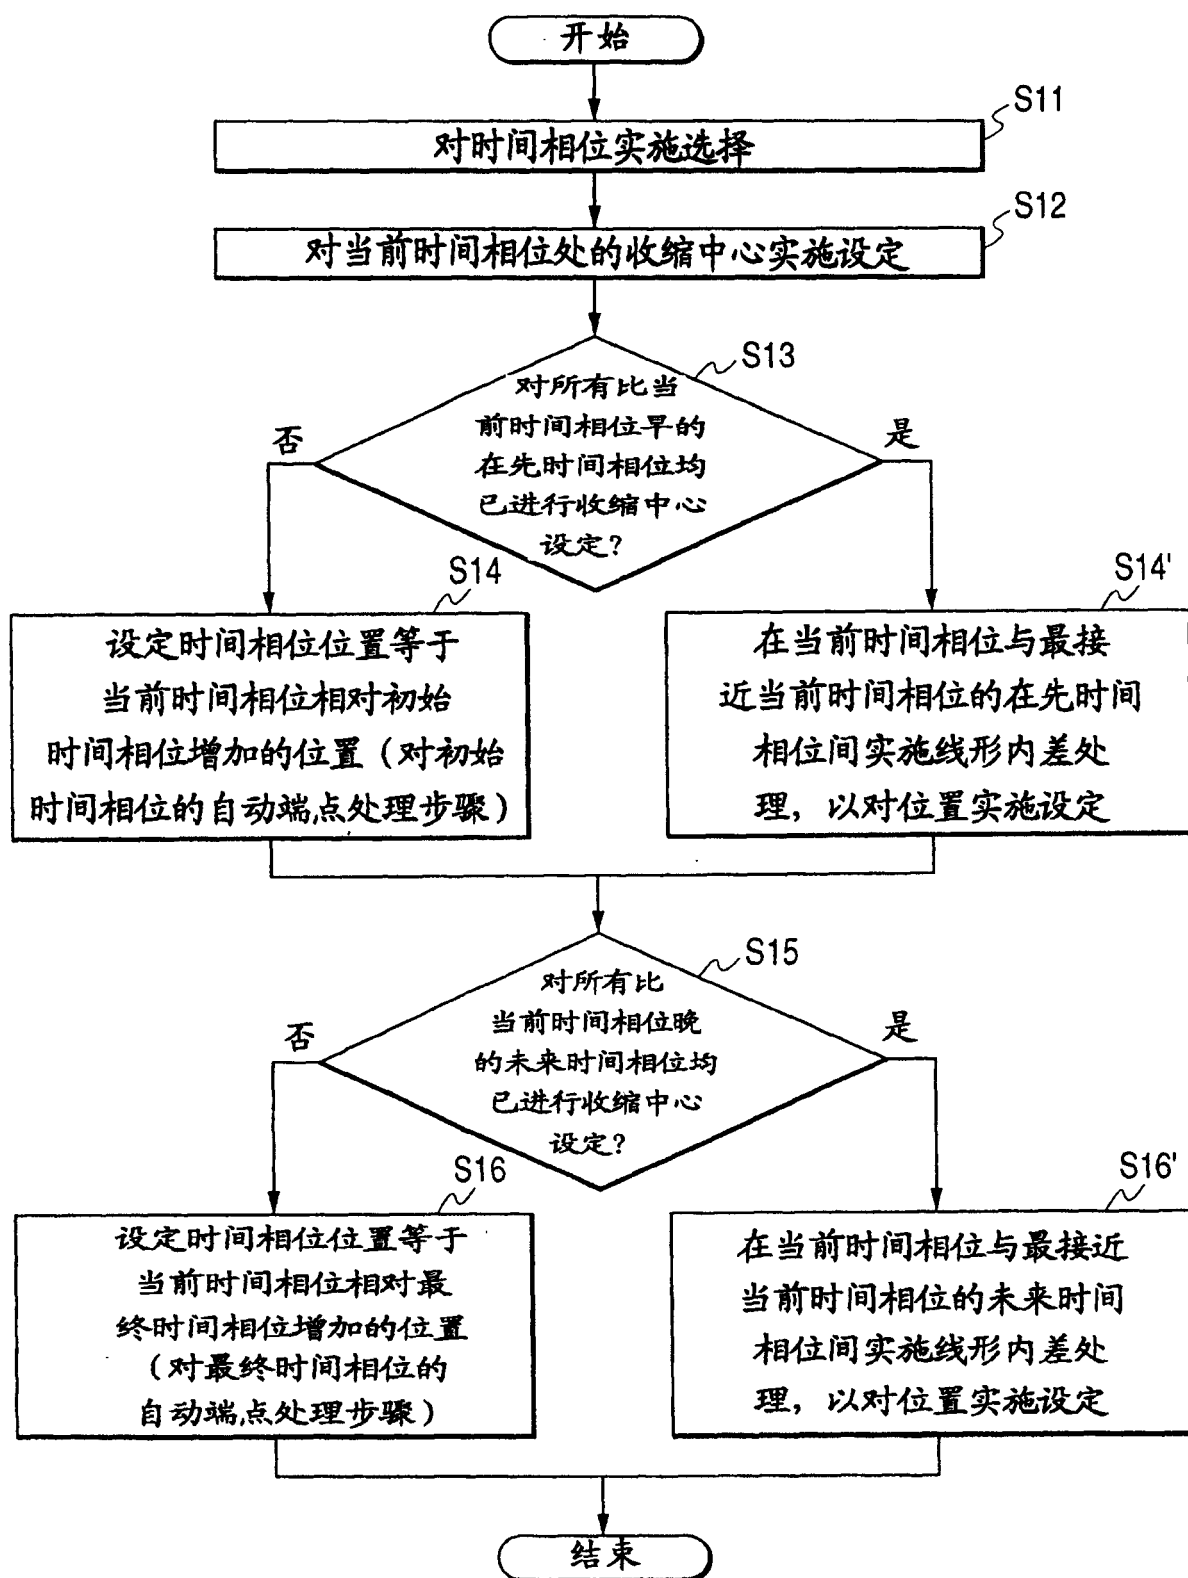 开始
S11
对时间相位实施选择
S12
对当前时间相位处的收缩中心实施设定
S13
对所有比当
前时间相位早的
在先时间相位均
已进行收缩中心
设定?
否
是
S14
设定时间相位位置等于
当前时间相位相对初始
时间相位增加的位置（对初始
时间相位的自动端点处理步骤）
S14'
在当前时间相位与最接
近当前时间相位的在先时间
相位间实施线形内差处
理，以对位置实施设定
S15
对所有比
当前时间相位晚
的未来时间相位均
已进行收缩中心
设定?
否
是
S16
设定时间相位位置等于
当前时间相位相对最
终时间相位增加的位置
（对最终时间相位的
自动端点处理步骤）
S16'
在当前时间相位与最接近
当前时间相位的未来时间
相位间实施线形内差处
理，以对位置实施设定
结束